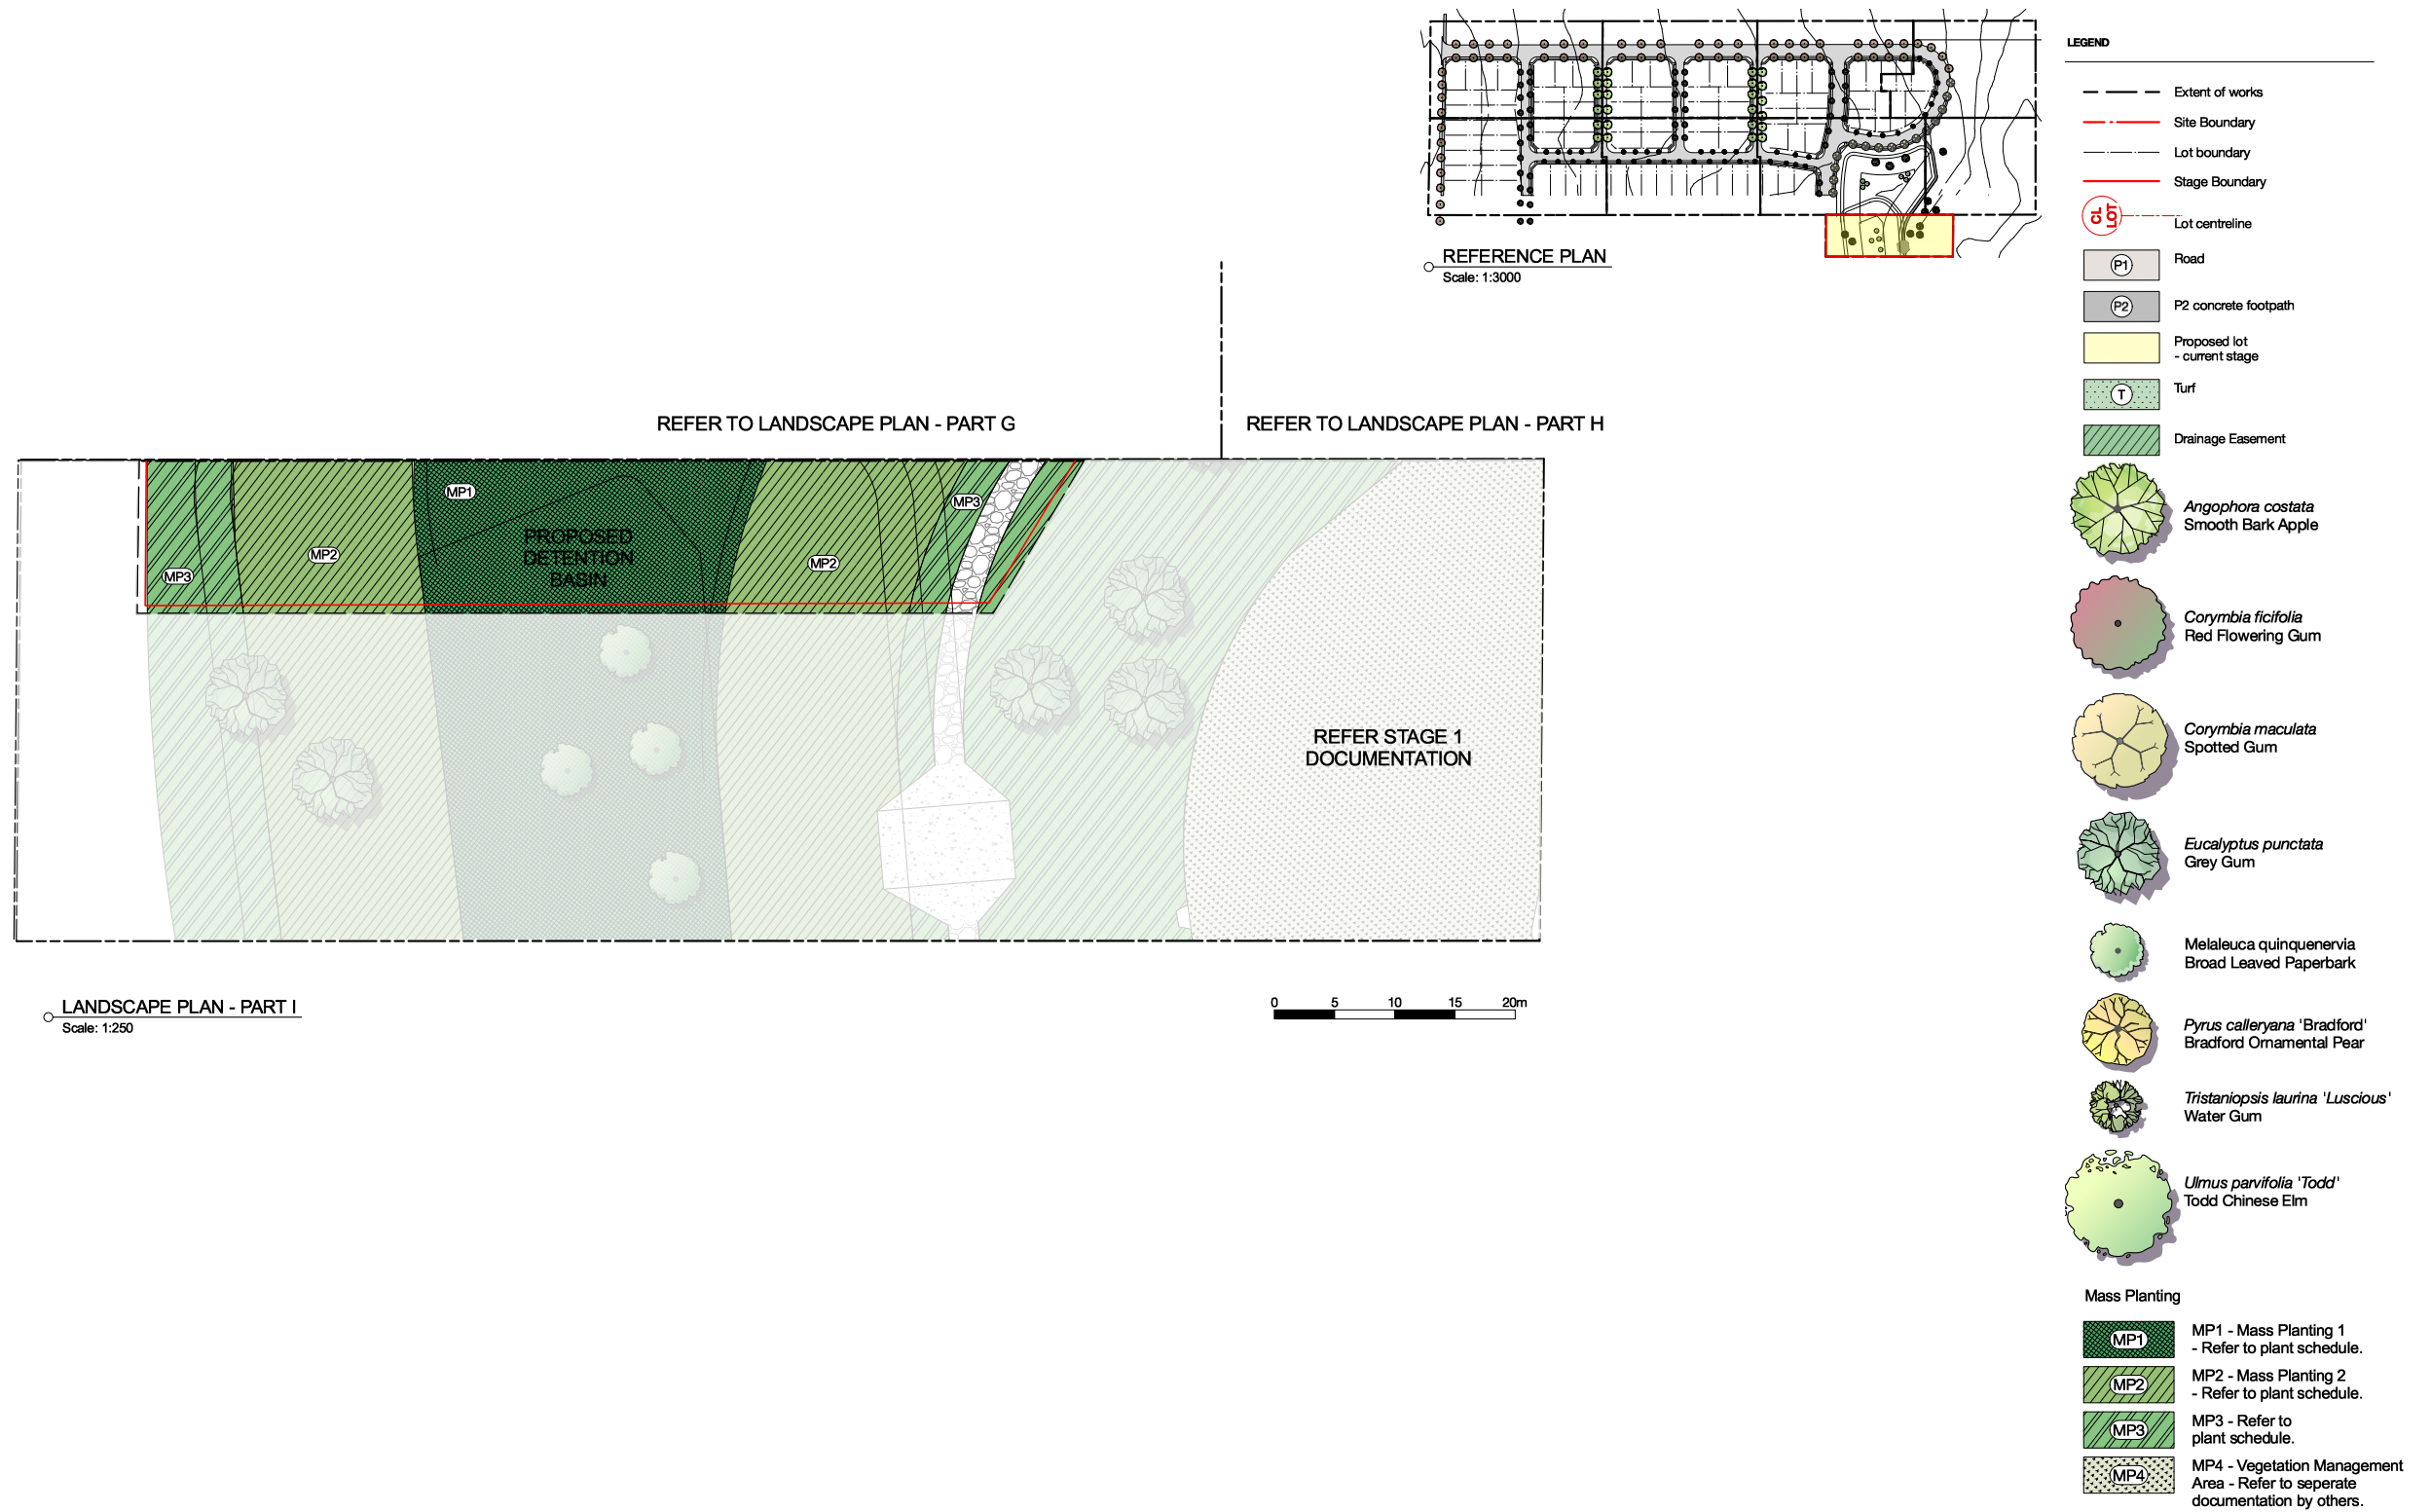 REFERENCE PLAN
Scale: 1:3000
REFER TO LANDSCAPE PLAN - PART G
REFER TO LANDSCAPE PLAN - PART H
MP1
MP3
PROPOSED
DETENTION
BASIN
MP2
MP2
MP3
REFER STAGE 1
DOCUMENTATION
LANDSCAPE PLAN - PART I
Scale: 1:250
0 5 10 15 20m
LEGEND
Extent of works
Site Boundary
Lot boundary
Stage Boundary
CL
LOT
Lot centreline
P1
Road
P2
P2 concrete footpath
Proposed lot
- current stage
T
Turf
Drainage Easement
Angophora costata
Smooth Bark Apple
Corymbia ficifolia
Red Flowering Gum
Corymbia maculata
Spotted Gum
Eucalyptus punctata
Grey Gum
Melaleuca quinquenervia
Broad Leaved Paperbark
Pyrus calleryana 'Bradford'
Bradford Ornamental Pear
Tristaniopsis laurina 'Luscious'
Water Gum
Ulmus parvifolia 'Todd'
Todd Chinese Elm
Mass Planting
MP1
MP1 - Mass Planting 1
- Refer to plant schedule.
MP2
MP2 - Mass Planting 2
- Refer to plant schedule.
MP3
MP3 - Refer to
plant schedule.
MP4
MP4 - Vegetation Management
Area - Refer to seperate
documentation by others.